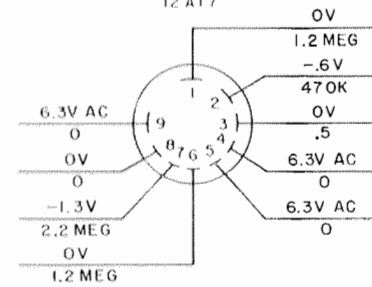 12AT7
0V
1.2 MEG
-.6V
470K
0V
.5
6.3V AC
0
6.3V AC
0
6.3V AC
0
0V
0
-1.3V
2.2 MEG
0V
1.2 MEG
1
2
3
4
5
6
7
8
9